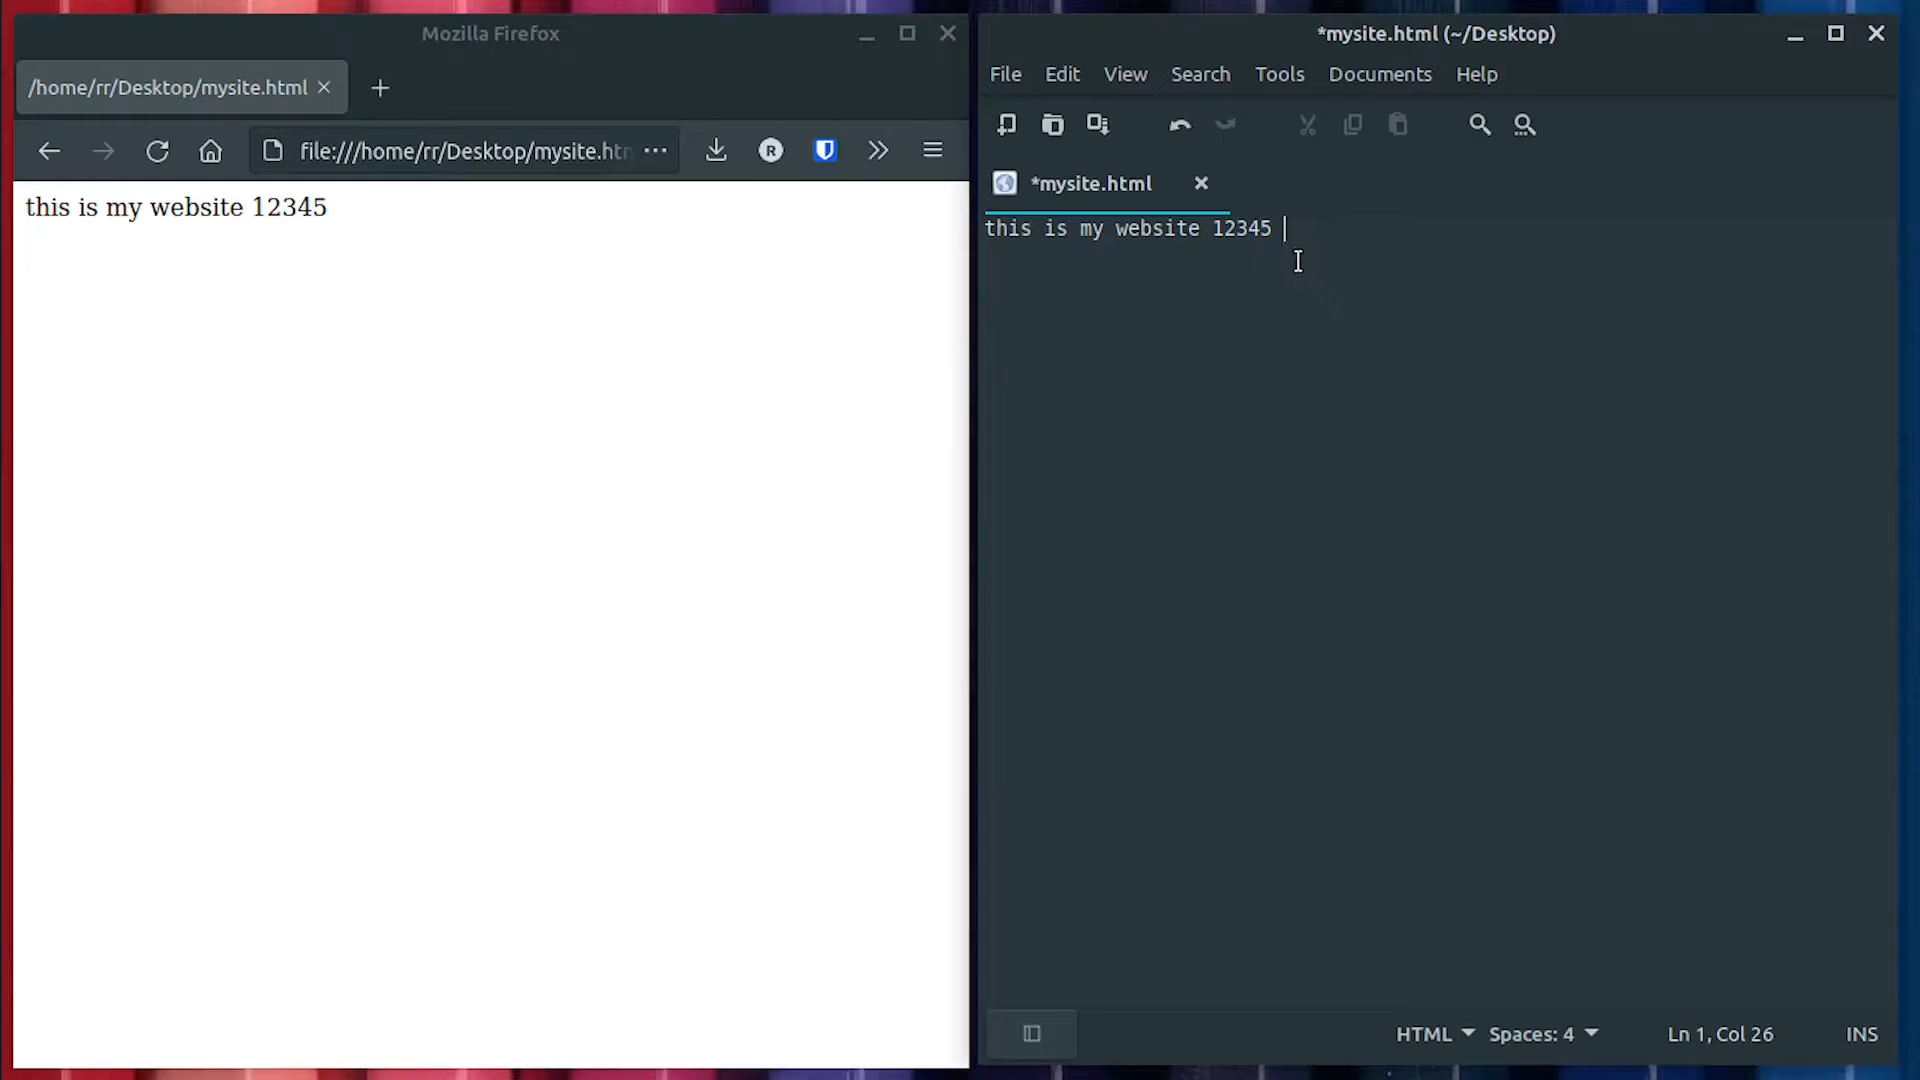 Mozilla Firefox
/home/rr/Desktop/mysite.html
file:///home/rr/Desktop/mysite.htm
R
this is my website 12345
*mysite.html (~/Desktop)
File Edit View Search Tools Documents Help
*mysite.html
this is my website 12345
HTML Spaces: 4 Ln 1, Col 26 INS